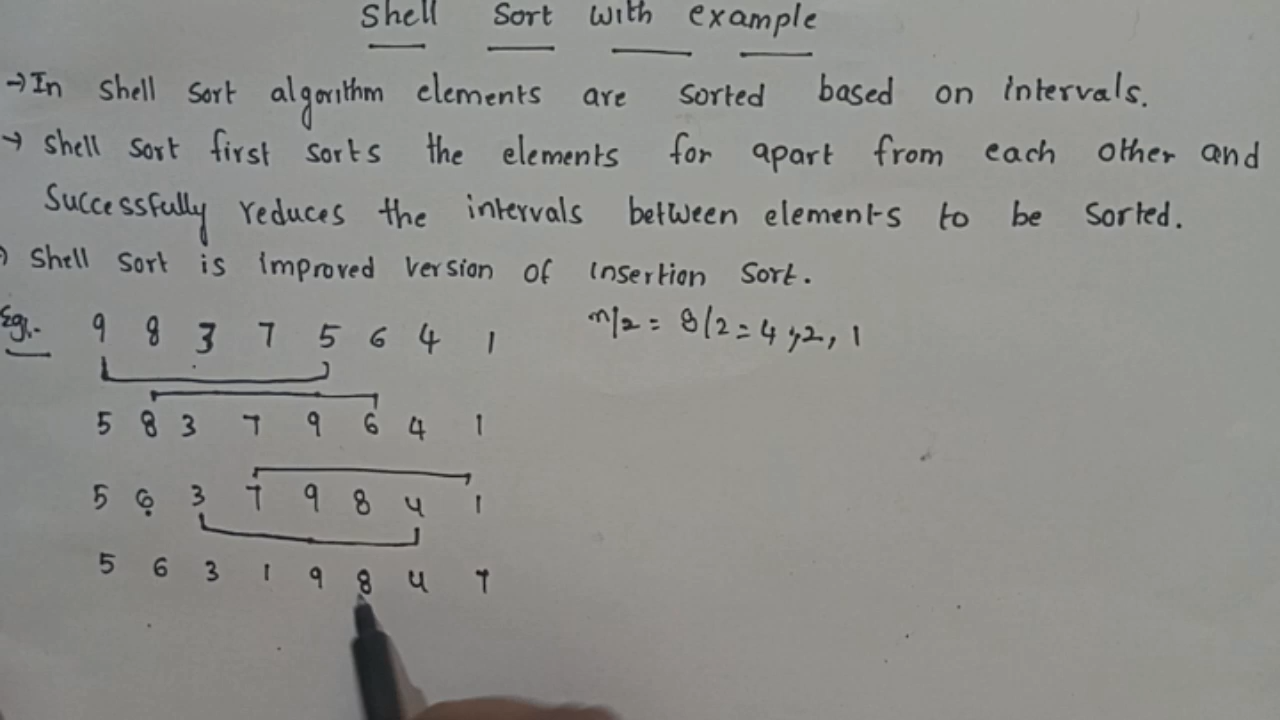 Shell Sort with example
→In shell sort algorithm elements are sorted based on intervals.
→ shell sort first sorts the elements for apart from each other and
Successfully reduces the intervals between elements to be sorted.
→ shell sort is improved version of insertion sort.
Eg:- 9 8 3 7 5 6 4 1 n/2 = 8/2 = 4, 2, 1
5 8 3 7 9 6 4 1
5 6 3 7 9 8 4 1
5 6 3 1 9 8 4 7